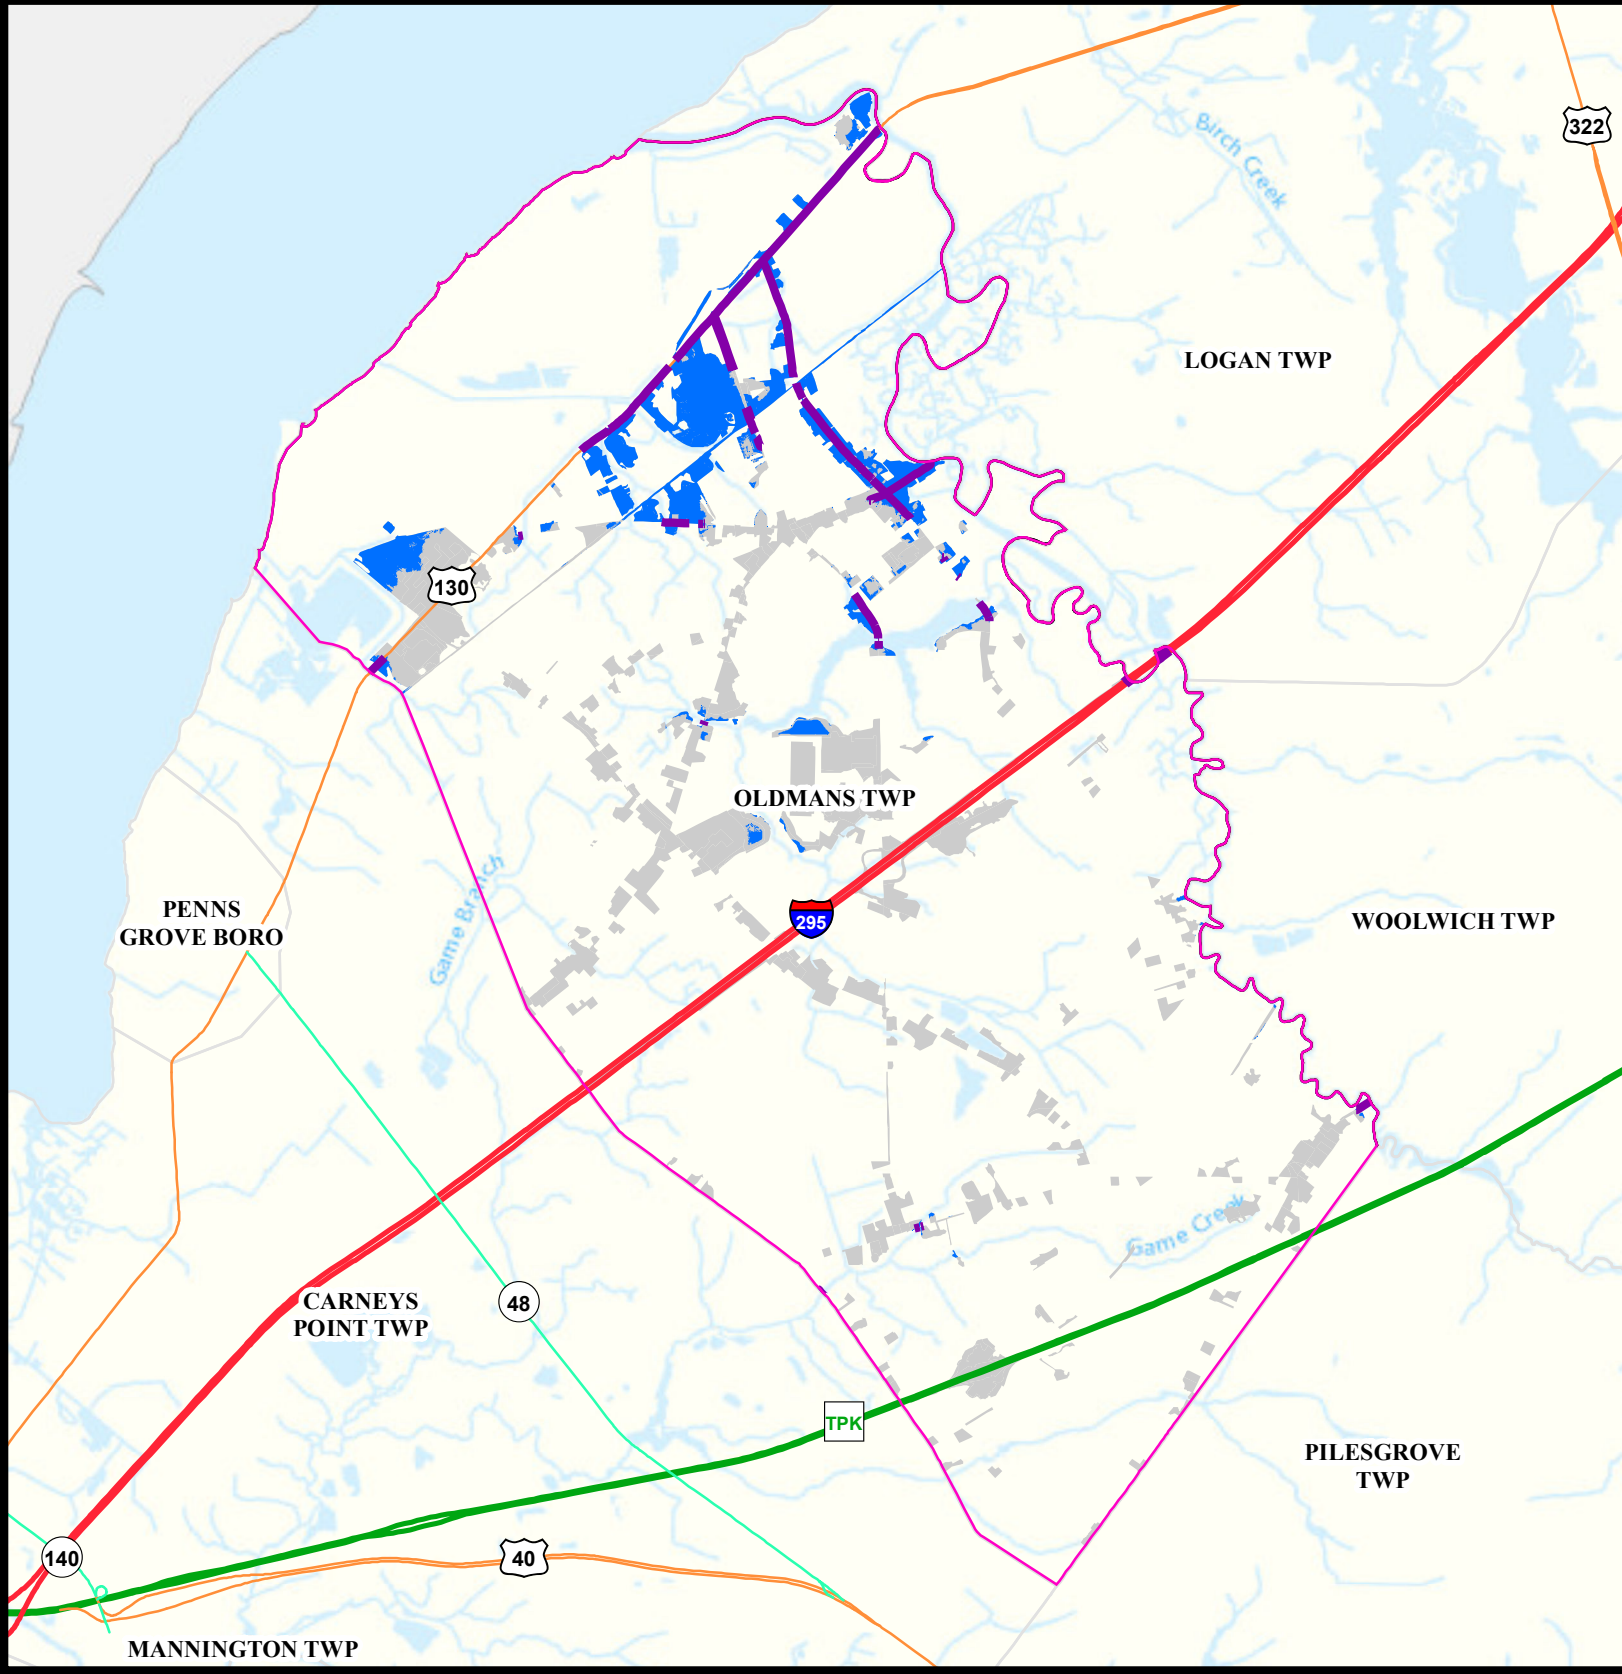 322
Birch Creek
LOGAN TWP
130
OLDMANS TWP
PENNS
GROVE BORO
Game Branch
295
WOOLWICH TWP
Game Creek
CARNEYS
POINT TWP
48
TPK
PILESGROVE
TWP
140
40
MANNINGTON TWP